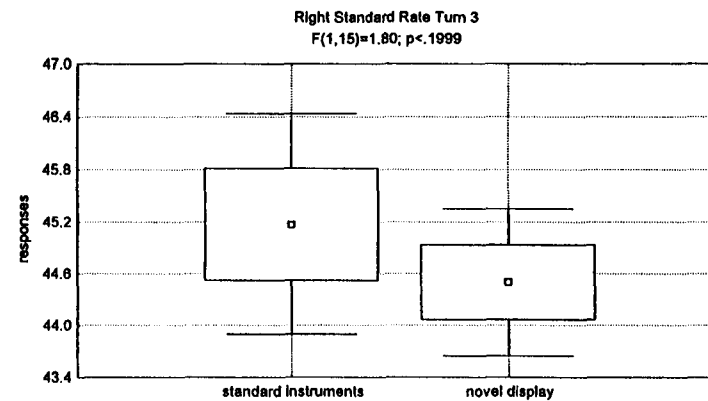 Right Standard Rate Turn 3
F(1,15)=1.80; p<.1999
47.0
46.4
45.8
45.2
44.6
44.0
43.4
responses
standard instruments
novel display